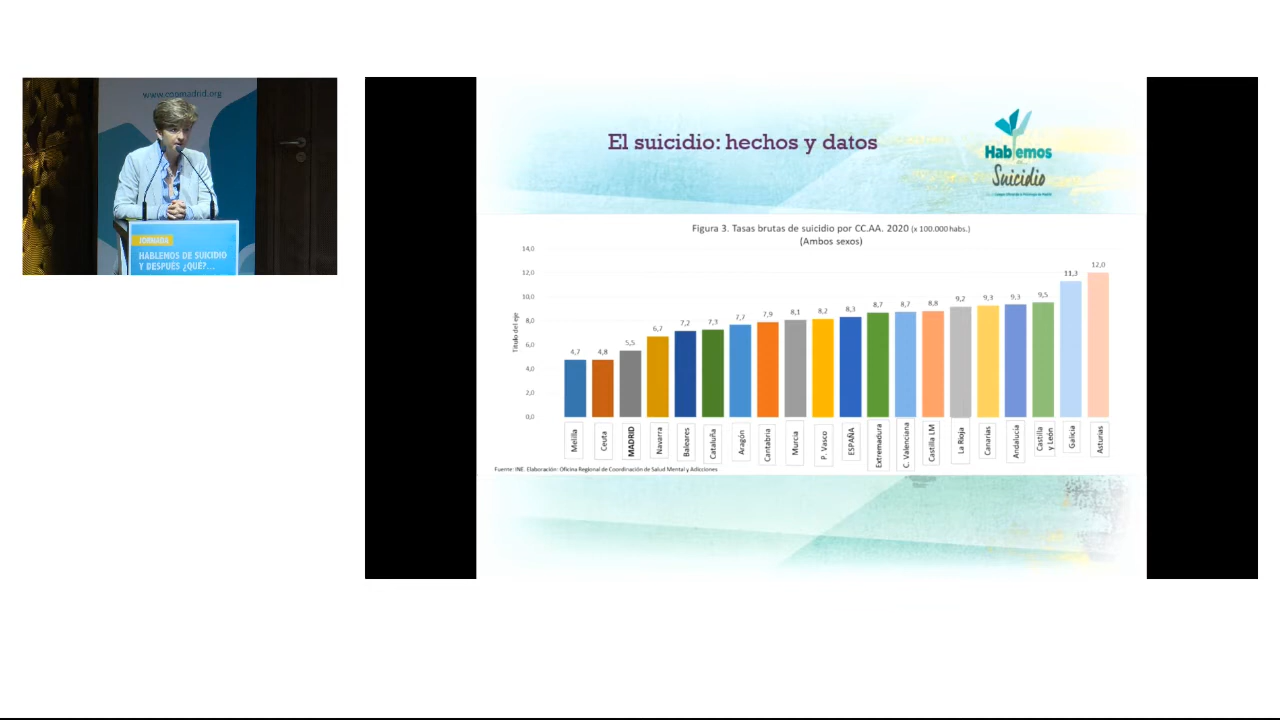 www.copmadrid.org
JORNADA
HABLEMOS DE SUICIDIO
Y DESPUÉS ¿QUÉ?...
El suicidio: hechos y datos
Hablemos
Suicidio
Figura 3. Tasas brutas de suicidio por CC.AA. 2020 (x 100.000 habs.)
(Ambos sexos)
Título del eje
14,0
12,0
10,0
8,0
6,0
4,0
2,0
0,0
4,7
4,8
5,5
6,7
7,2
7,3
7,7
7,9
8,1
8,2
8,3
8,7
8,7
8,8
9,2
9,3
9,3
9,5
11,3
12,0
Melilla
Ceuta
MADRID
Navarra
Baleares
Cataluña
Aragón
Cantabria
Murcia
P. Vasco
ESPAÑA
Extremadura
C. Valenciana
Castilla LM
La Rioja
Canarias
Andalucía
Castilla
y León
Galicia
Asturias
Fuente: INE. Elaboración: Oficina Regional de Coordinación de Salud Mental y Adicciones